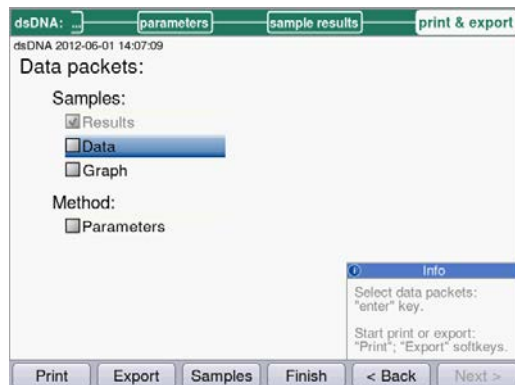 dsDNA: ... parameters sample results print & export
dsDNA 2012-06-01 14:07:09
Data packets:
Samples:
Results
Data
Graph
Method:
Parameters
Info
Select data packets:
"enter" key.
Start print or export:
"Print"; "Export" softkeys.
Print Export Samples Finish < Back Next >